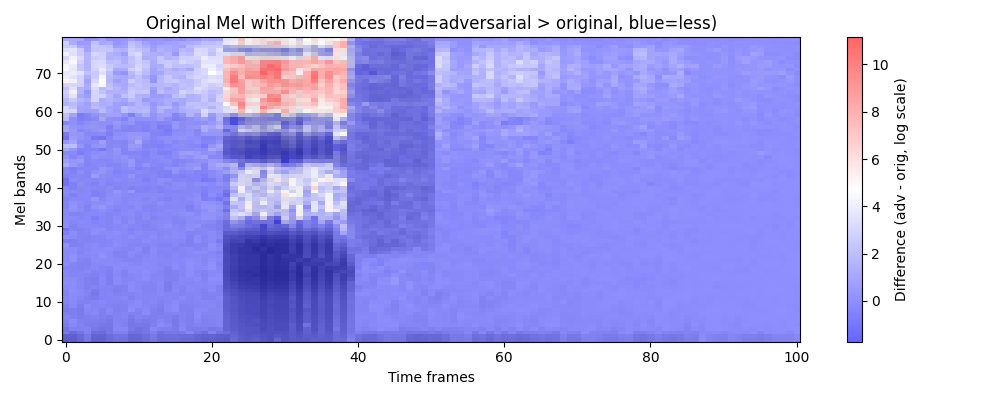 Original Mel with Differences (red=adversarial > original, blue=less)
70
60
50
40
30
20
10
0
Mel bands
0 20 40 60 80 100
Time frames
10
8
6
4
2
0
Difference (adv - orig, log scale)